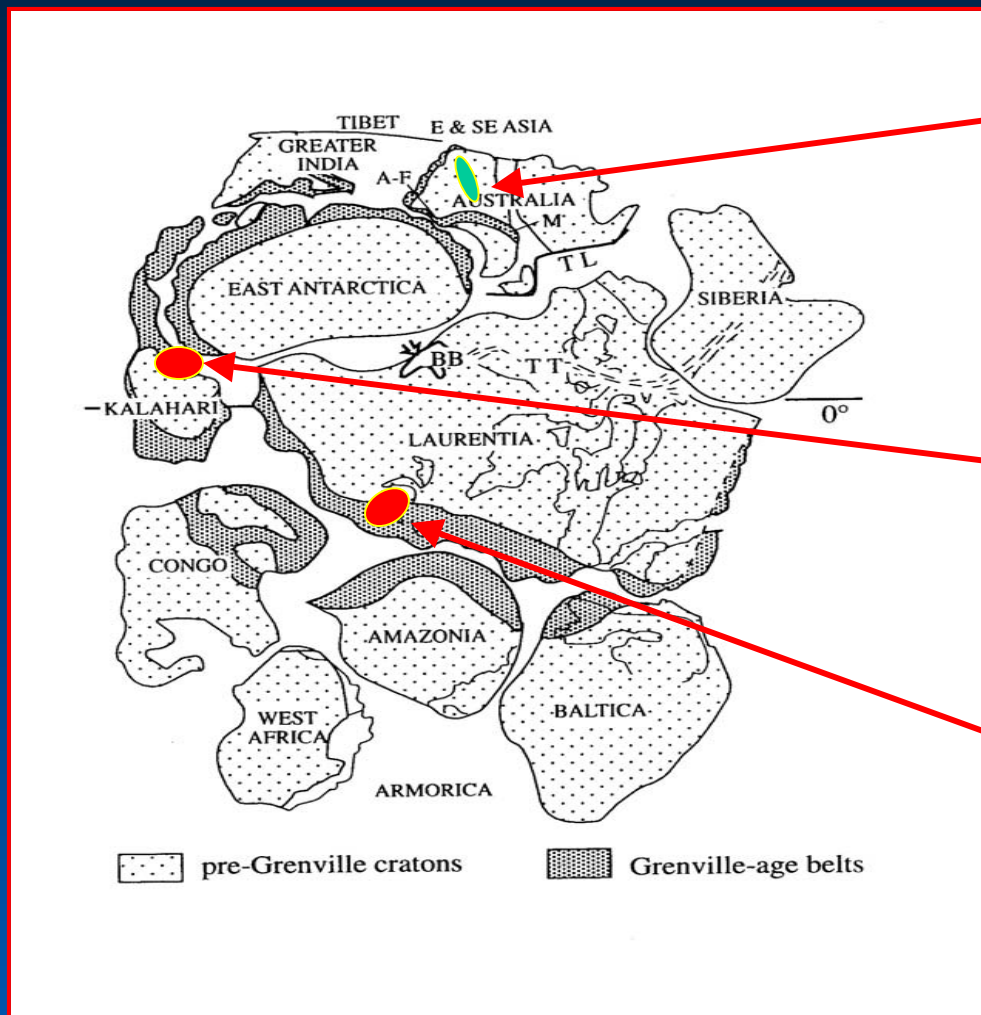 TIBET
E & SE ASIA
GREATER
INDIA
A-F
AUSTRALIA
M
T L
EAST ANTARCTICA
SIBERIA
BB
T T
KALAHARI
0°
LAURENTIA
CONGO
AMAZONIA
WEST
AFRICA
BALTICA
ARMORICA
pre-Grenville cratons
Grenville-age belts